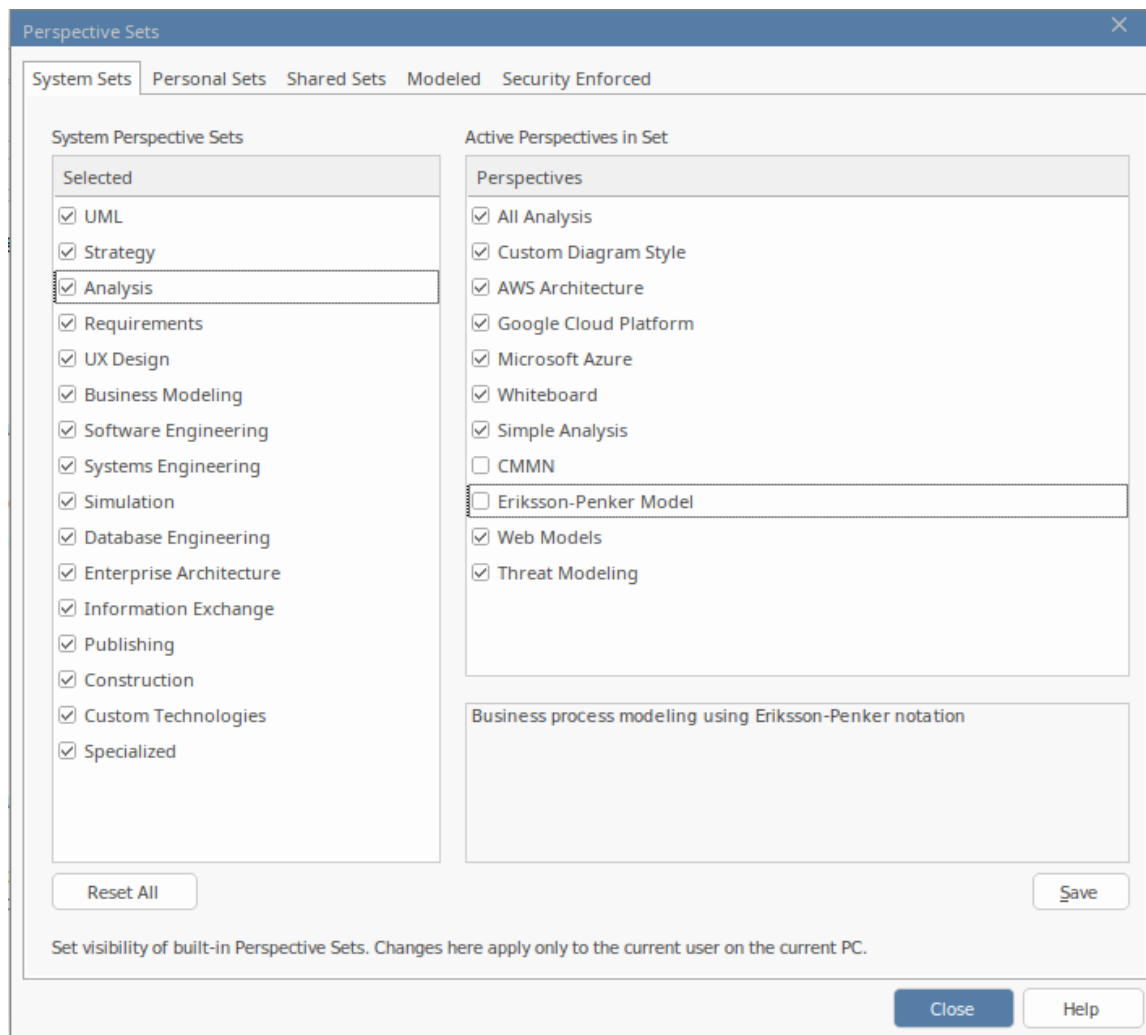 Perspective Sets
System Sets Personal Sets Shared Sets Modeled Security Enforced
System Perspective Sets
Selected
UML
Strategy
Analysis
Requirements
UX Design
Business Modeling
Software Engineering
Systems Engineering
Simulation
Database Engineering
Enterprise Architecture
Information Exchange
Publishing
Construction
Custom Technologies
Specialized
Reset All
Active Perspectives in Set
Perspectives
All Analysis
Custom Diagram Style
AWS Architecture
Google Cloud Platform
Microsoft Azure
Whiteboard
Simple Analysis
CMMN
Eriksson-Penker Model
Web Models
Threat Modeling
Business process modeling using Eriksson-Penker notation
Save
Set visibility of built-in Perspective Sets. Changes here apply only to the current user on the current PC.
Close Help